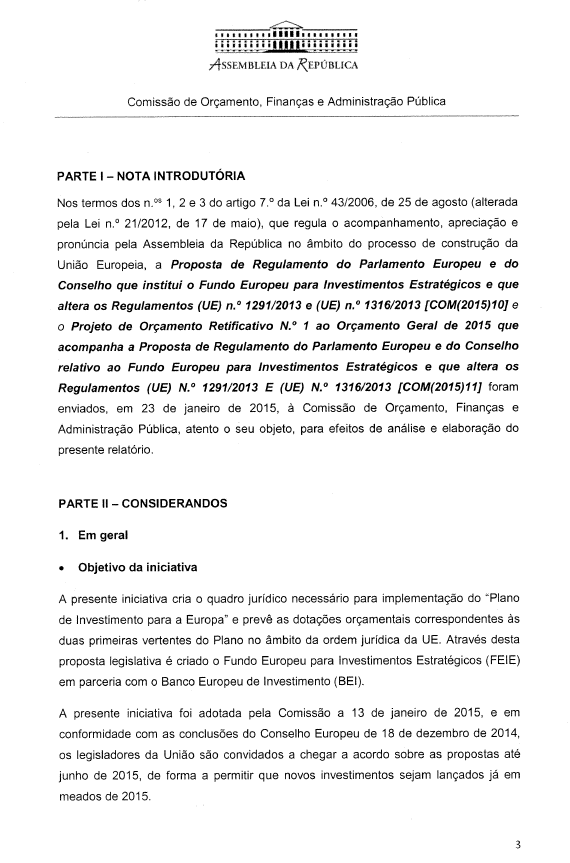 ASSEMBLEIA DA REPÚBLICA
Comissão de Orçamento, Finanças e Administração Pública
PARTE I – NOTA INTRODUTÓRIA
Nos termos dos n.ºs 1, 2 e 3 do artigo 7.º da Lei n.º 43/2006, de 25 de agosto (alterada
pela Lei n.º 21/2012, de 17 de maio), que regula o acompanhamento, apreciação e
pronúncia pela Assembleia da República no âmbito do processo de construção da
União Europeia, a Proposta de Regulamento do Parlamento Europeu e do
Conselho que institui o Fundo Europeu para Investimentos Estratégicos e que
altera os Regulamentos (UE) n.º 1291/2013 e (UE) n.º 1316/2013 [COM(2015)10] e
o Projeto de Orçamento Retificativo N.º 1 ao Orçamento Geral de 2015 que
acompanha a Proposta de Regulamento do Parlamento Europeu e do Conselho
relativo ao Fundo Europeu para Investimentos Estratégicos e que altera os
Regulamentos (UE) N.º 1291/2013 E (UE) N.º 1316/2013 [COM(2015)11] foram
enviados, em 23 de janeiro de 2015, à Comissão de Orçamento, Finanças e
Administração Pública, atento o seu objeto, para efeitos de análise e elaboração do
presente relatório.
PARTE II – CONSIDERANDOS
1. Em geral
• Objetivo da iniciativa
A presente iniciativa cria o quadro jurídico necessário para implementação do “Plano
de Investimento para a Europa” e prevê as dotações orçamentais correspondentes às
duas primeiras vertentes do Plano no âmbito da ordem jurídica da UE. Através desta
proposta legislativa é criado o Fundo Europeu para Investimentos Estratégicos (FEIE)
em parceria com o Banco Europeu de Investimento (BEI).
A presente iniciativa foi adotada pela Comissão a 13 de janeiro de 2015, e em
conformidade com as conclusões do Conselho Europeu de 18 de dezembro de 2014,
os legisladores da União são convidados a chegar a acordo sobre as propostas até
junho de 2015, de forma a permitir que novos investimentos sejam lançados já em
meados de 2015.
3